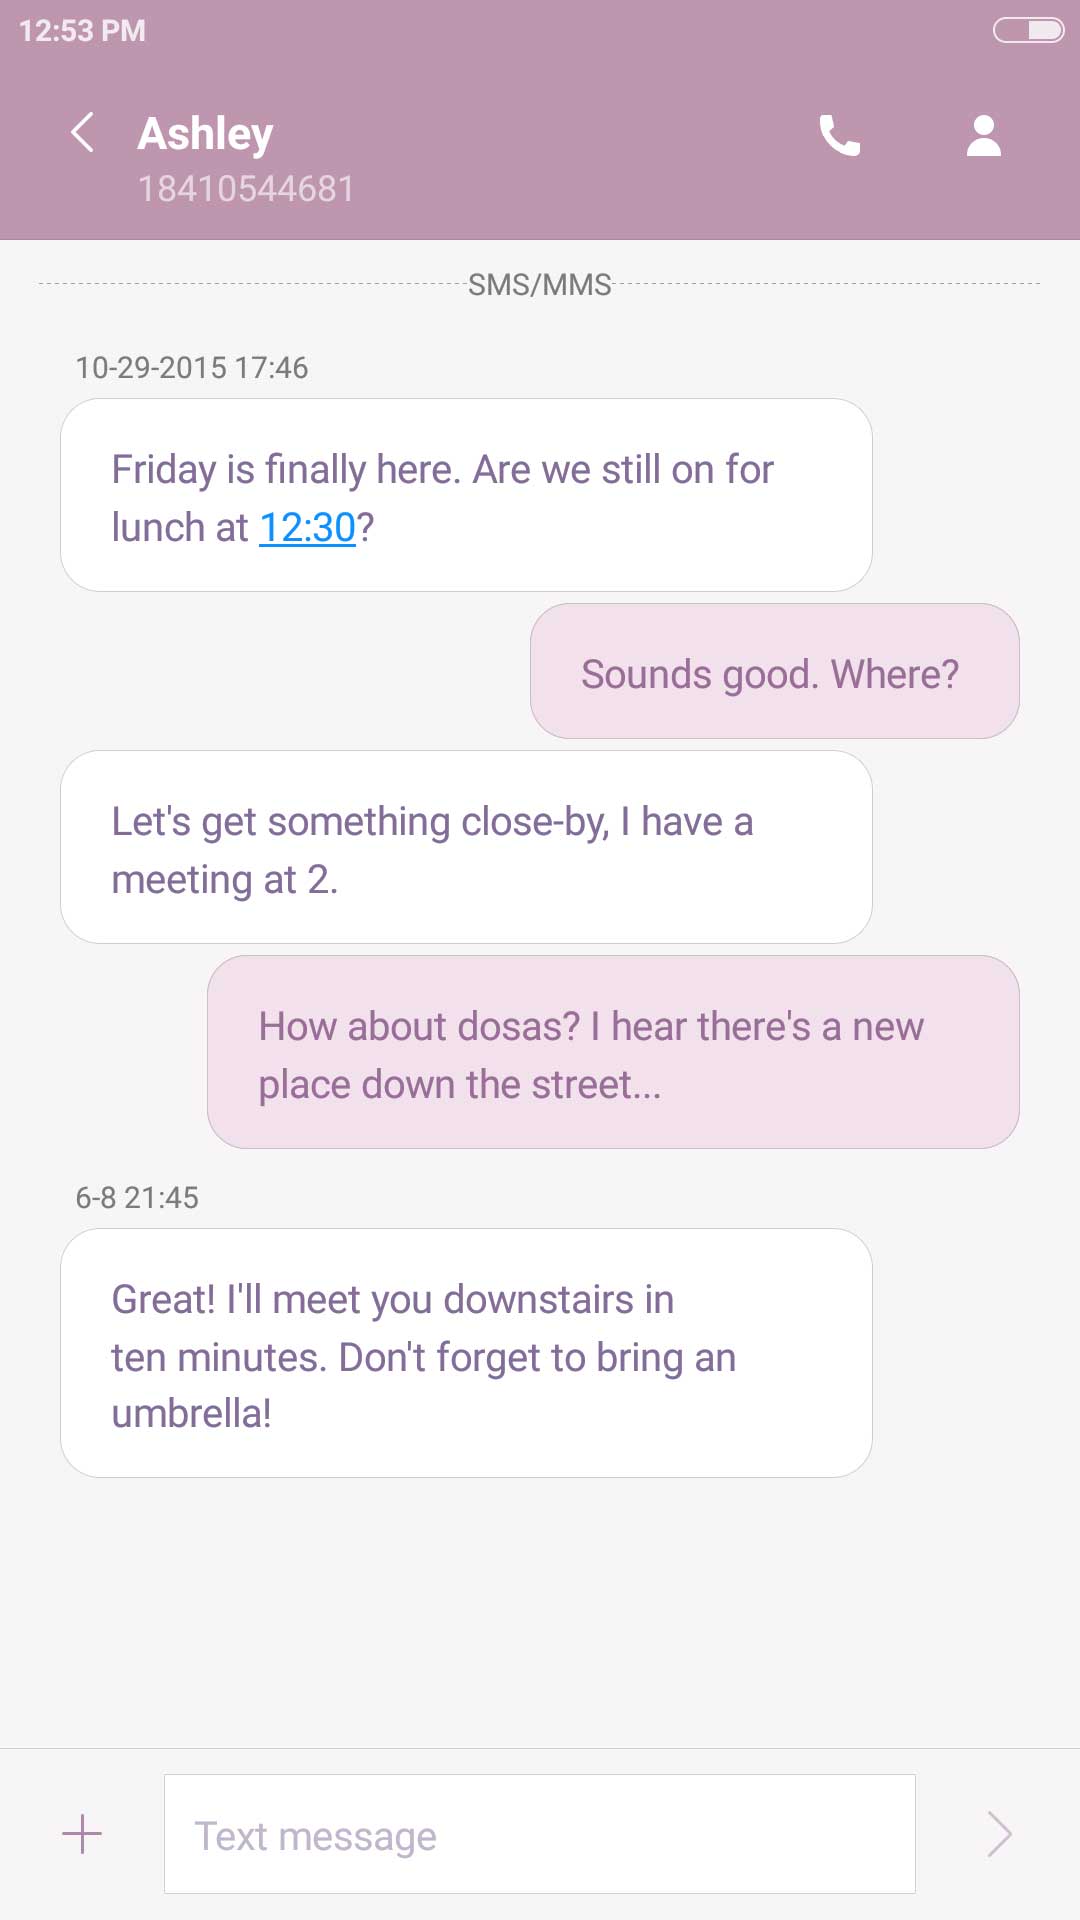 12:53 PM
Ashley
18410544681
SMS/MMS
10-29-2015 17:46
Friday is finally here. Are we still on for
lunch at 12:30?
Sounds good. Where?
Let's get something close-by, I have a
meeting at 2.
How about dosas? I hear there's a new
place down the street...
6-8 21:45
Great! I'll meet you downstairs in
ten minutes. Don't forget to bring an
umbrella!
Text message